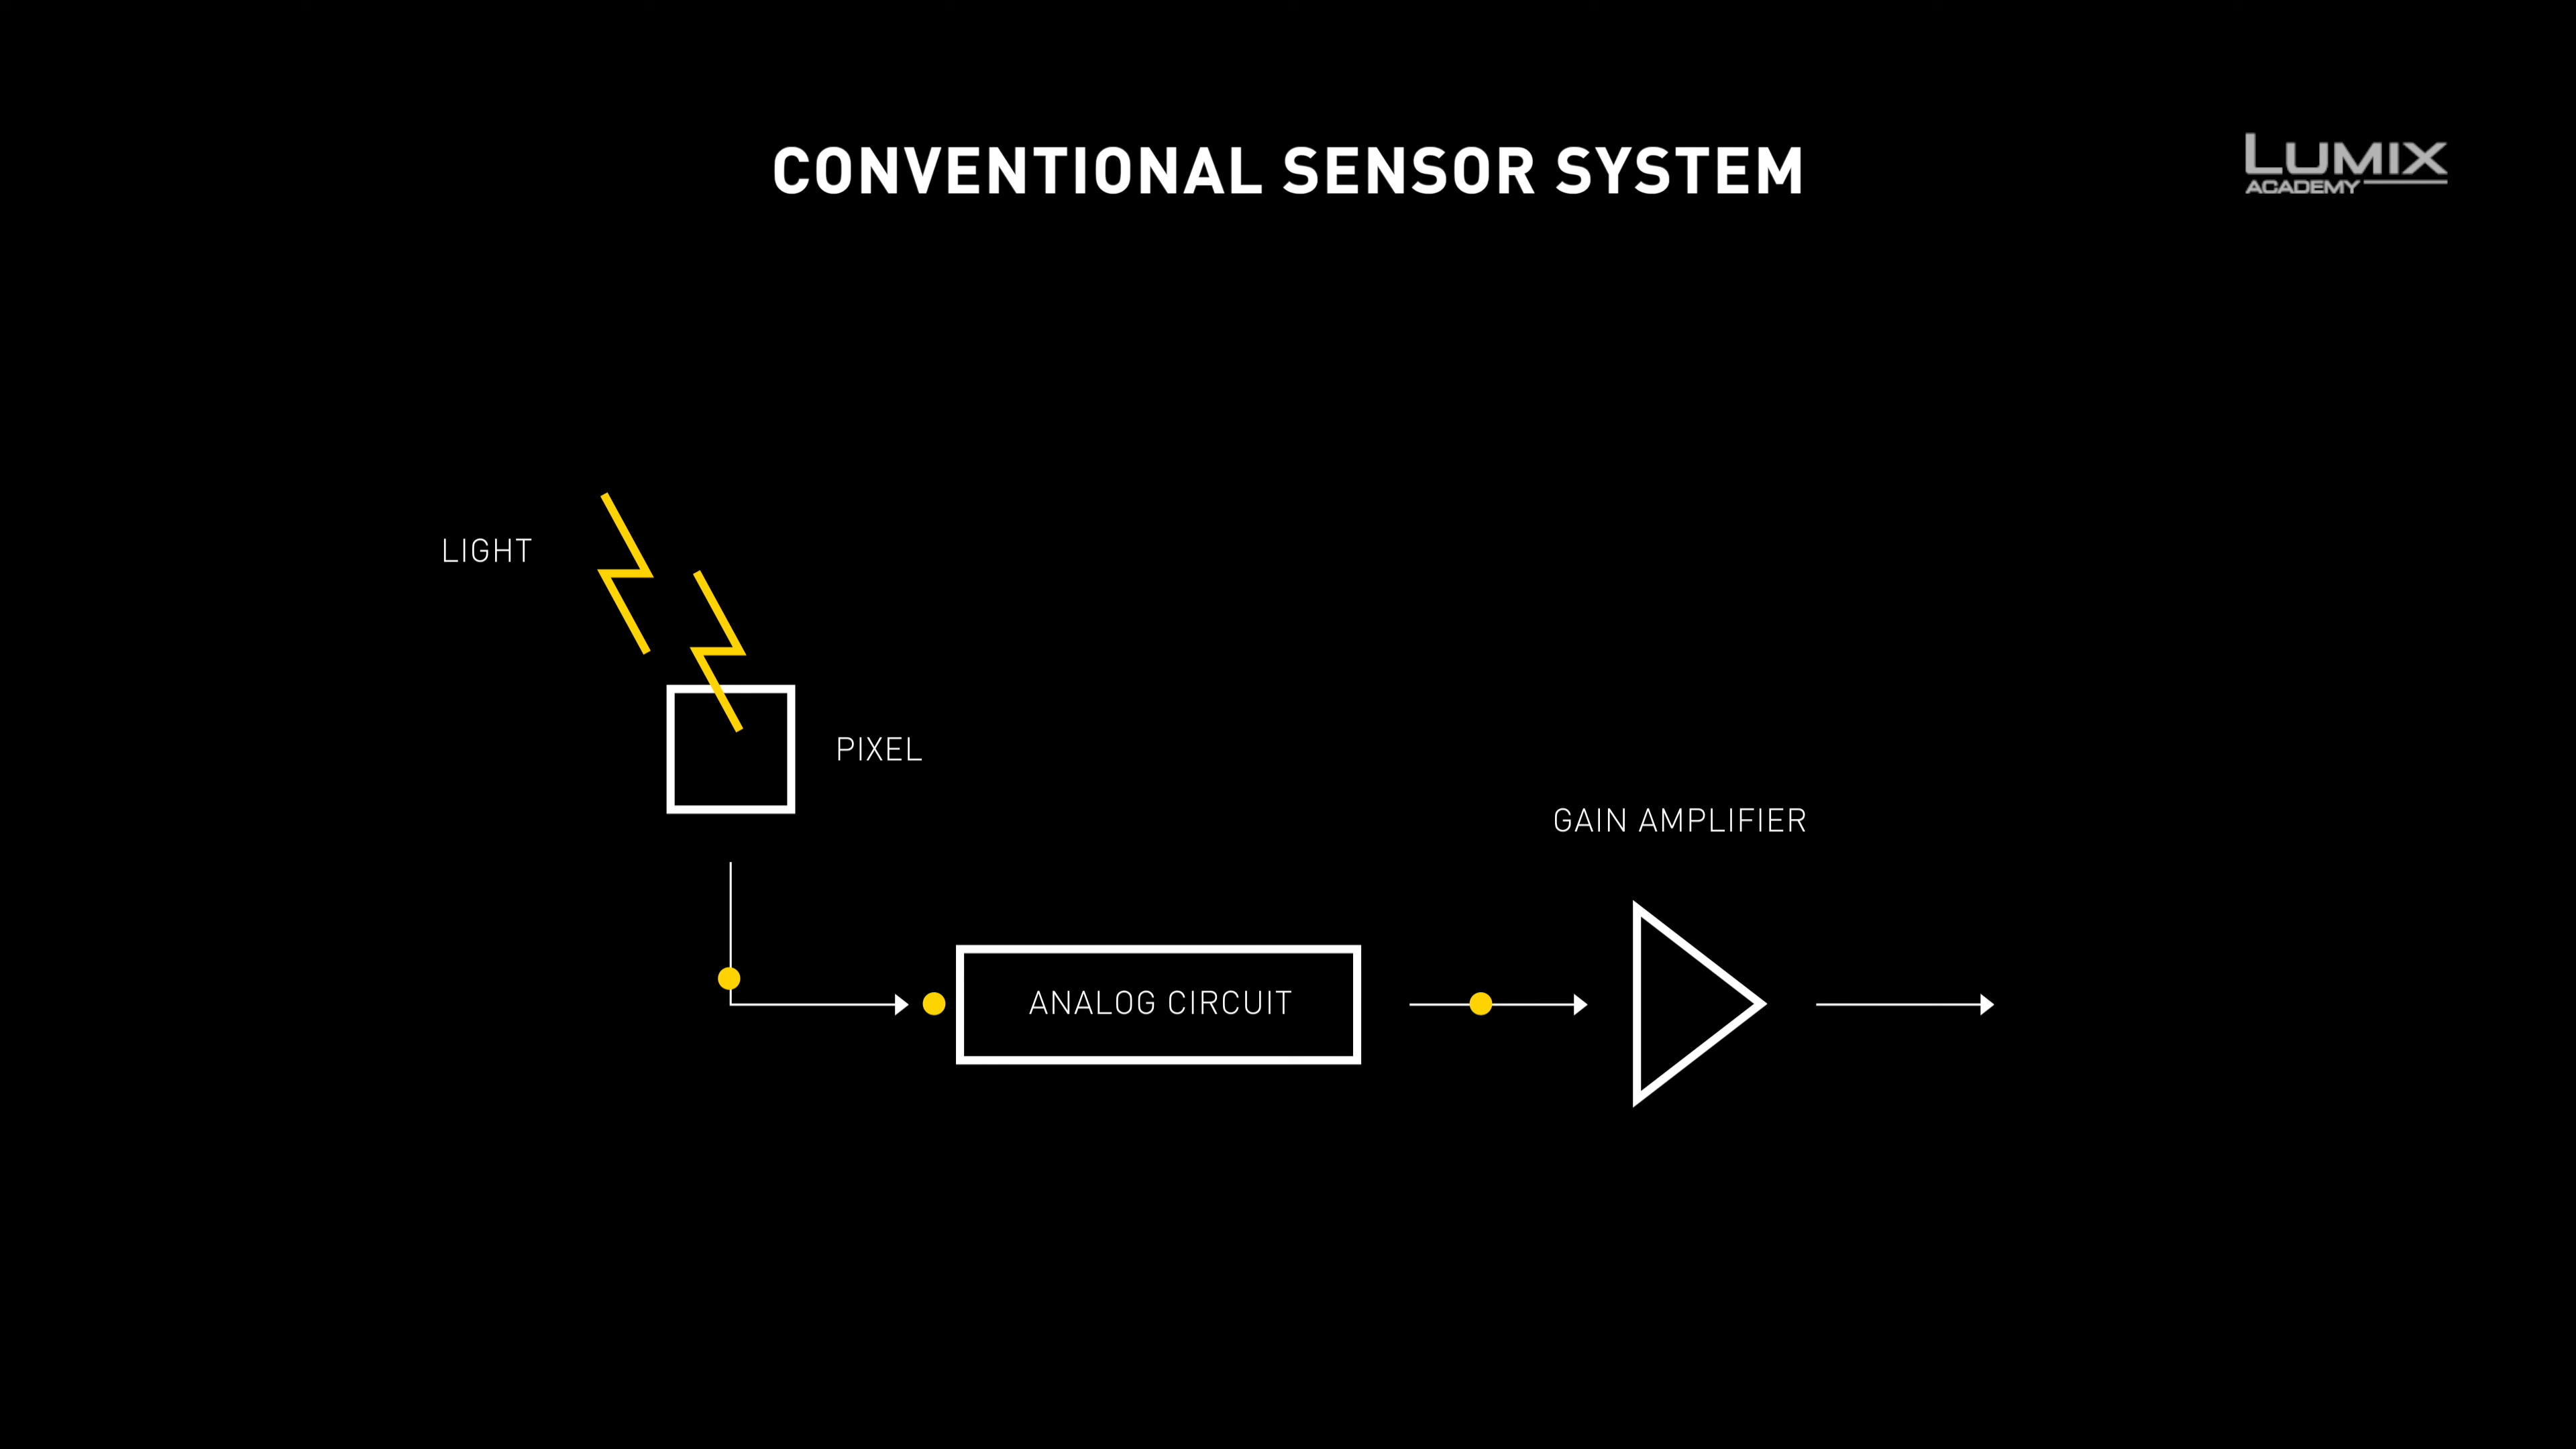 CONVENTIONAL SENSOR SYSTEM
LUMIX
ACADEMY
LIGHT
PIXEL
GAIN AMPLIFIER
ANALOG CIRCUIT